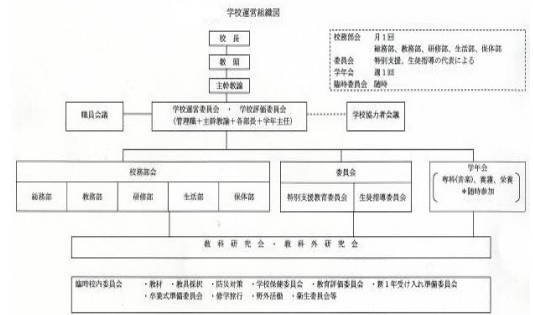 学校運営組織図
校　長
教　頭
主幹教諭
校務部会　月１回
総務部、教務部、研修部、生活部、保体部
委員会　特別支援、生徒指導の代表による
学年会　週１回
臨時委員会　随時
職員会議
学校運営委員会　・　学校評価委員会
(管理職＋主幹教諭＋各部長＋学年主任)
学校協力者会議
校務部会
総務部　教務部　研修部　生活部　保体部
委員会
特別支援教育委員会　生徒指導委員会
学年会
専科(音楽)、養護、栄養
＊随時参加
教科研究会・教科外研究会
臨時校内委員会　・教材　・教具採択　・防災対策　・学校保健委員会　・教育評価委員会　・新１年受け入れ準備委員会
・卒業式準備委員会　・修学旅行　・野外活動　・衛生委員会等